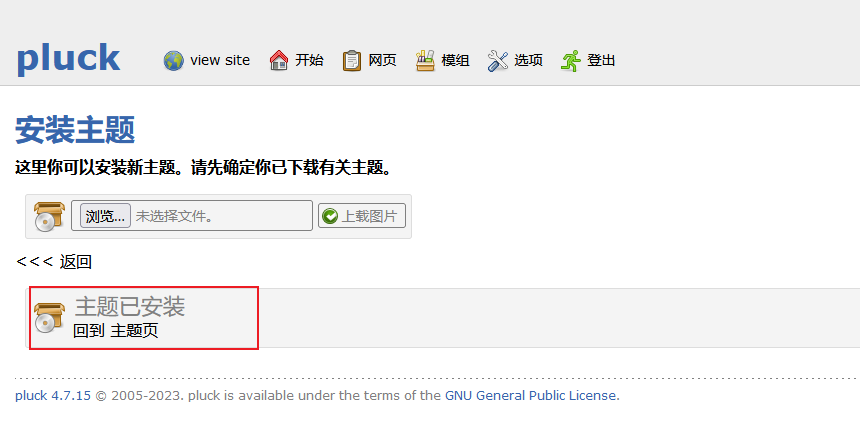 pluck view site 开始 网页 模组 选项 登出
安装主题
这里你可以安装新主题。请先确定你已下载有关主题。
浏览... 未选择文件。 上载图片
<<< 返回
主题已安装
回到 主题页
pluck 4.7.15 © 2005-2023. pluck is available under the terms of the GNU General Public License.